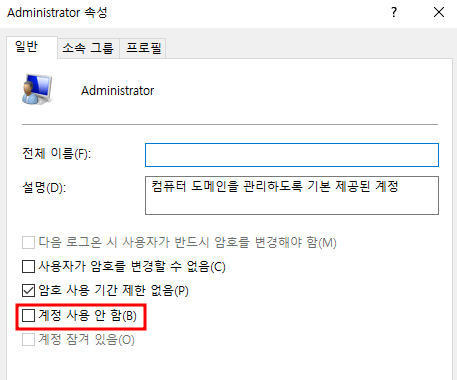 Administrator 속성
일반 소속 그룹 프로필
Administrator
전체 이름(F):
설명(D): 컴퓨터 도메인을 관리하도록 기본 제공된 계정
다음 로그온 시 사용자가 반드시 암호를 변경해야 함(M)
사용자가 암호를 변경할 수 없음(C)
암호 사용 기간 제한 없음(P)
계정 사용 안 함(B)
계정 잠겨 있음(O)